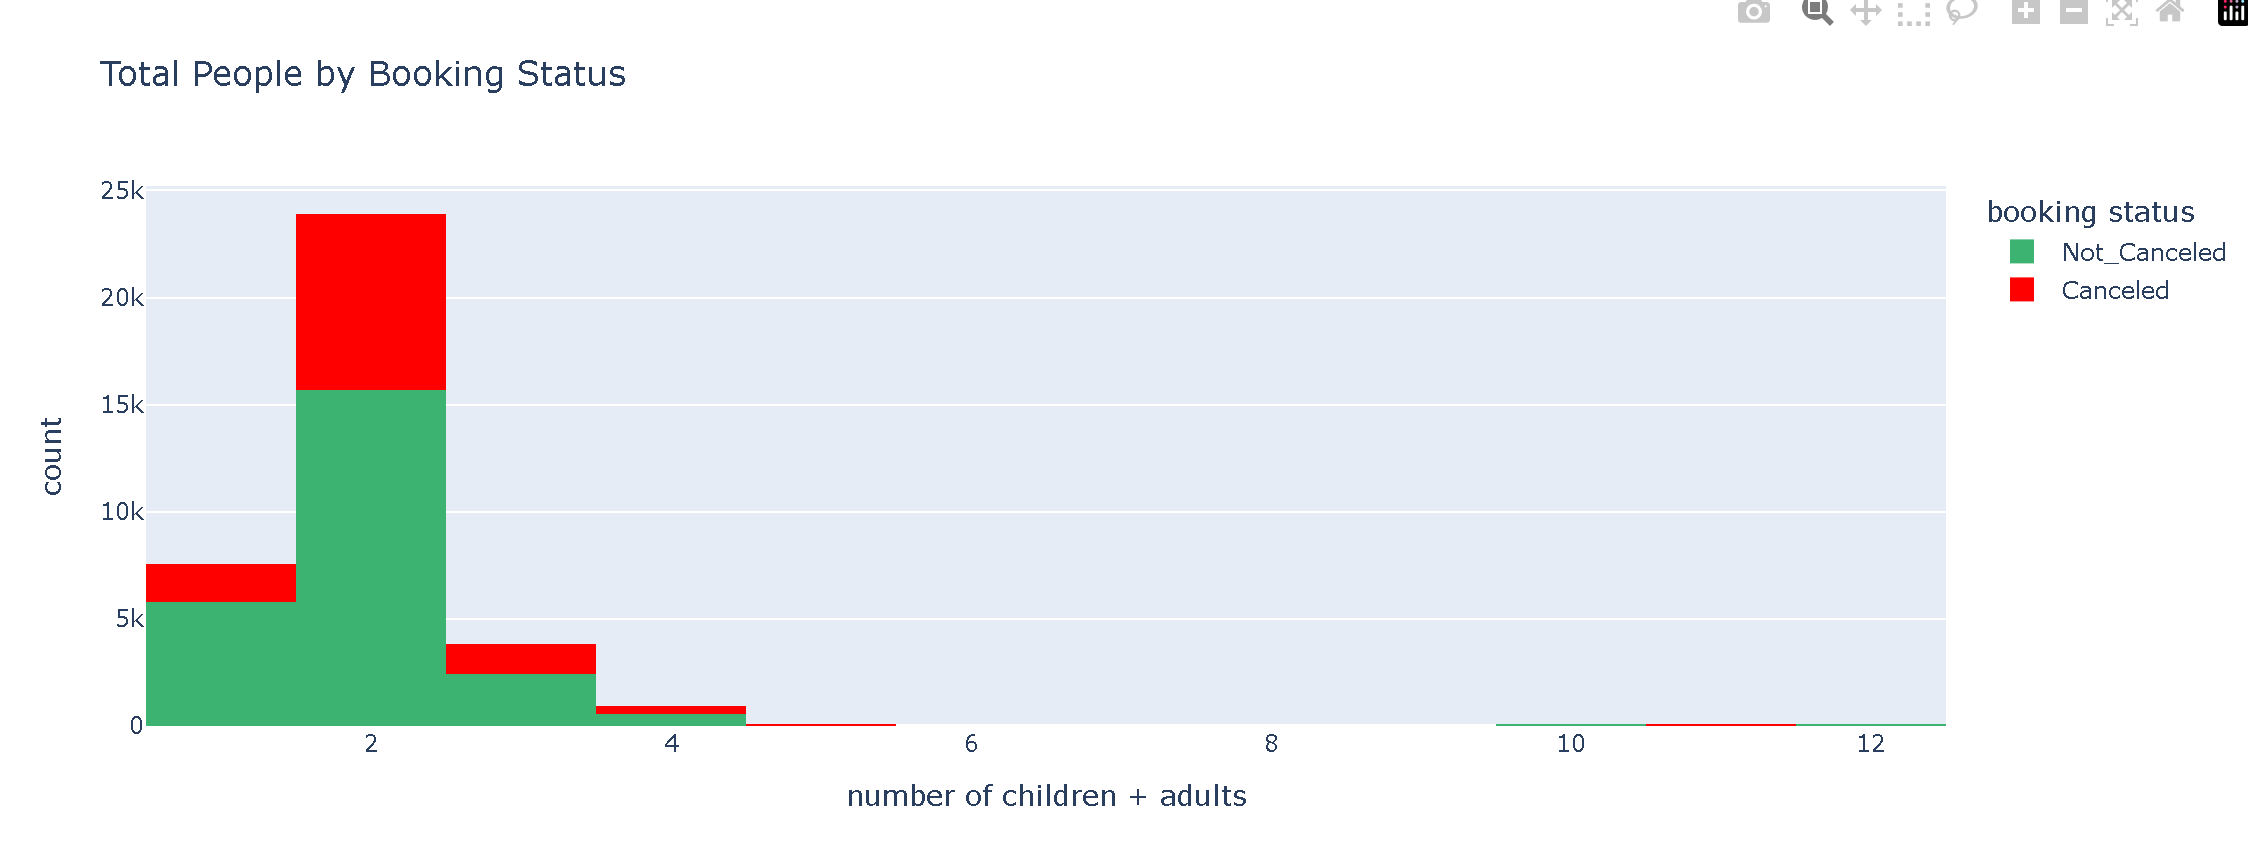 Total People by Booking Status
25k
20k
15k
10k
5k
0
count
2 4 6 8 10 12
number of children + adults
booking status
Not_Canceled
Canceled